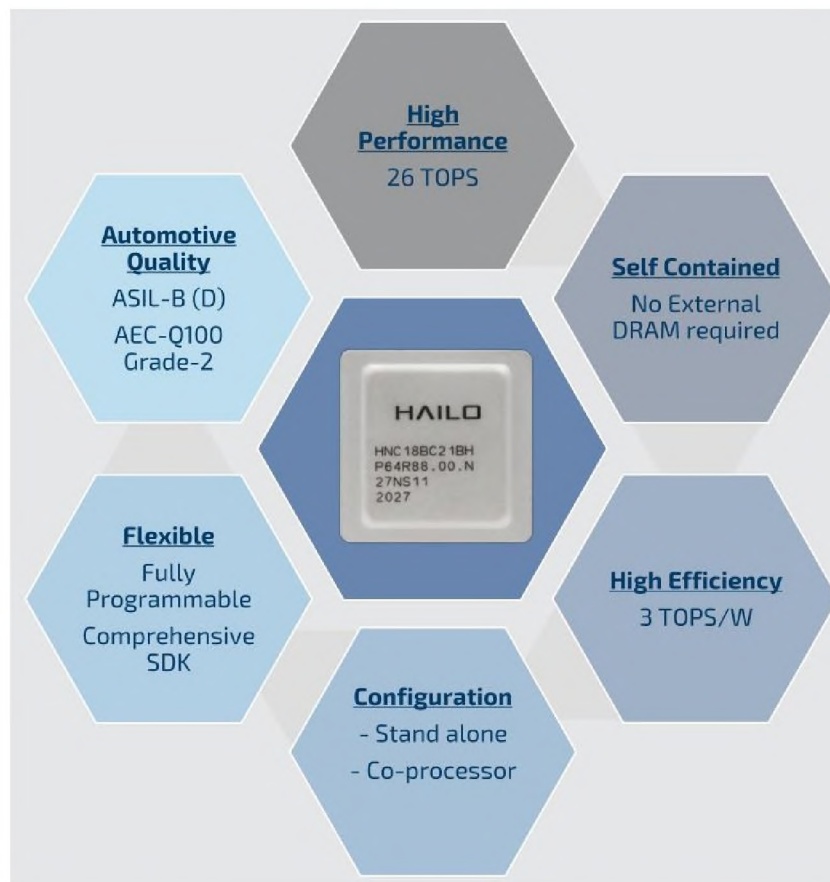 High
Performance
26 TOPS
Automotive
Quality
ASIL-B (D)
AEC-Q100
Grade-2
Self Contained
No External
DRAM required
HAILO
HNC18BC21BH
P64R88.00.N
27NS11
2027
Flexible
Fully
Programmable
Comprehensive
SDK
High Efficiency
3 TOPS/W
Configuration
- Stand alone
- Co-processor